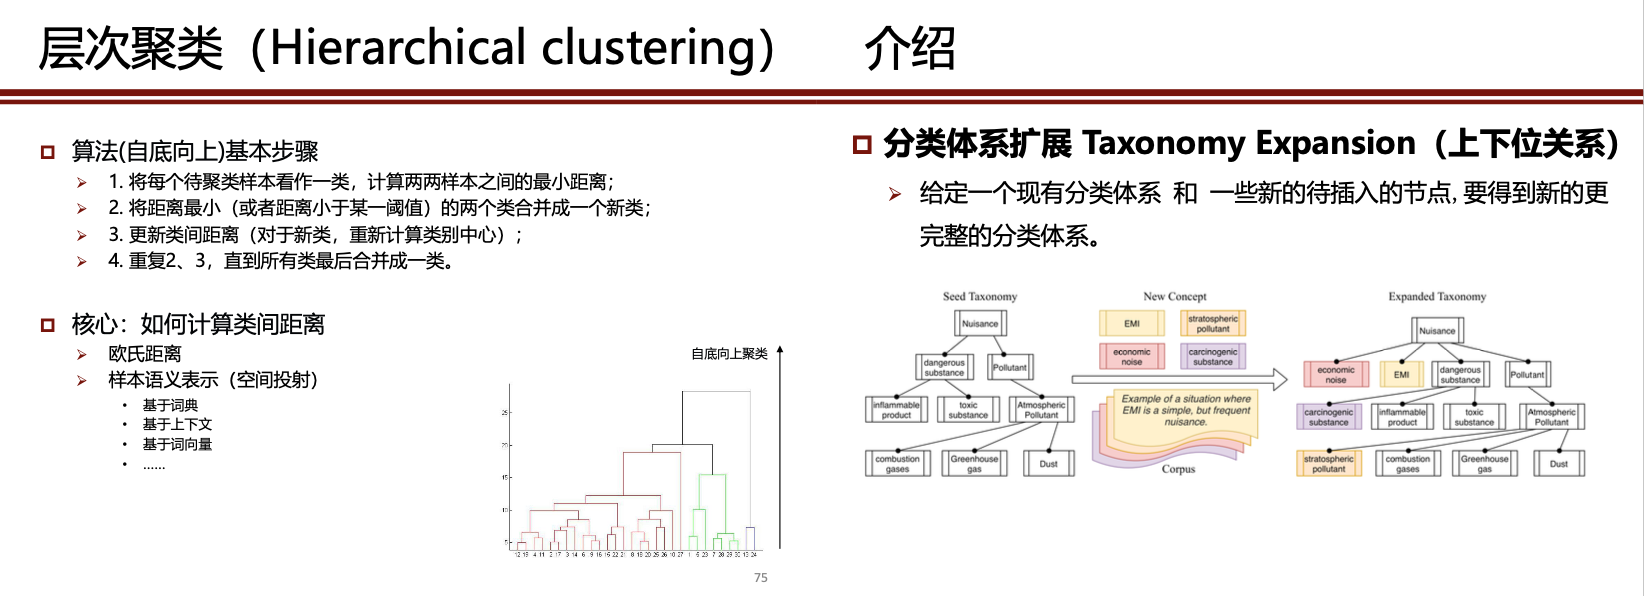 层次聚类（Hierarchical clustering）
算法(自底向上)基本步骤
1. 将每个待聚类样本看作一类，计算两两样本之间的最小距离；
2. 将距离最小（或者距离小于某一阈值）的两个类合并成一个新类；
3. 更新类间距离（对于新类，重新计算类别中心）；
4. 重复2、3，直到所有类最后合并成一类。
核心：如何计算类间距离
欧氏距离
样本语义表示（空间投射）
基于词典
基于上下文
基于词向量
......
自底向上聚类
25
20
15
10
5
75
介绍
分类体系扩展 Taxonomy Expansion（上下位关系）
给定一个现有分类体系 和 一些新的待插入的节点, 要得到新的更
完整的分类体系。
Seed Taxonomy
Nuisance
dangerous
substance
Pollutant
inflammable
product
toxic
substance
Atmospheric
Pollutant
combustion
gases
Greenhouse
gas
Dust
New Concept
EMI
stratospheric
pollutant
economic
noise
carcinogenic
substance
Example of a situation where
EMI is a simple, but frequent
nuisance.
Corpus
Expanded Taxonomy
Nuisance
economic
noise
EMI
dangerous
substance
Pollutant
carcinogenic
substance
inflammable
product
toxic
substance
Atmospheric
Pollutant
stratospheric
pollutant
combustion
gases
Greenhouse
gas
Dust